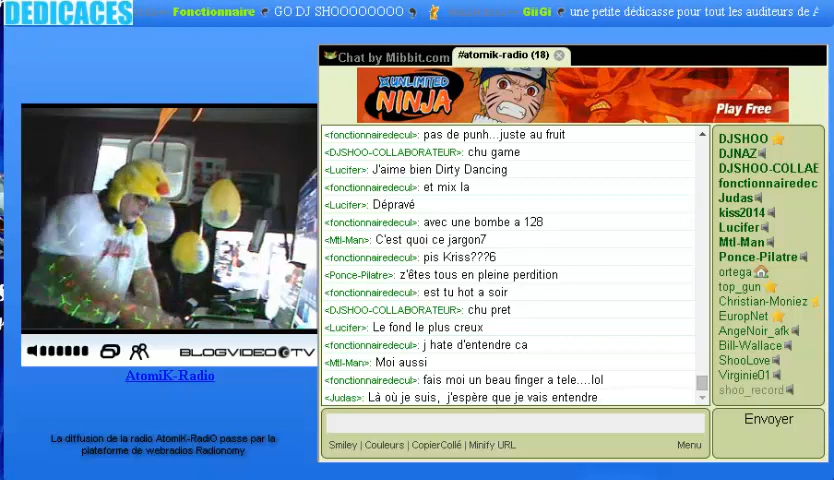 DEDICACES
Fonctionnaire GO DJ SHOOOOOOOO GiiGi une petite dédicasse pour tout les auditeurs de
Chat by Mibbit.com #atomik-radio (18)
UNLIMITED
NINJA
Play Free
<fonctionnairedecul>: pas de punh...juste au fruit
<DJSHOO-COLLABORATEUR>: chu game
<Lucifer>: J'aime bien Dirty Dancing
<fonctionnairedecul>: et mix la
<Lucifer>: Dépravé
<fonctionnairedecul>: avec une bombe a 128
<Mtl-Man>: C'est quoi ce jargon7
<fonctionnairedecul>: pis Kriss???6
<Ponce-Pilatre>: z'êtes tous en pleine perdition
<fonctionnairedecul>: est tu hot a soir
<DJSHOO-COLLABORATEUR>: chu pret
<Lucifer>: Le fond le plus creux
<fonctionnairedecul>: j hate d'entendre ca
<Mtl-Man>: Moi aussi
<fonctionnairedecul>: fais moi un beau finger a tele....lol
<Judas>: Là où je suis, j'espère que je vais entendre
DJSHOO
DJNAZ
DJSHOO-COLLAE
fonctionnairedec
Judas
kiss2014
Lucifer
Mtl-Man
Ponce-Pilatre
ortega
top_gun
Christian-Moniez
EuropNet
AngeNoir_afk
Bill-Wallace
ShooLove
Virginie01
shoo_record
Smiley | Couleurs | CopierCollé | Minify URL
Menu
Envoyer
BLOGVIDEO TV
AtomiK-Radio
La diffusion de la radio AtomiK-RadiO passe par la
plateforme de webradios Radionomy